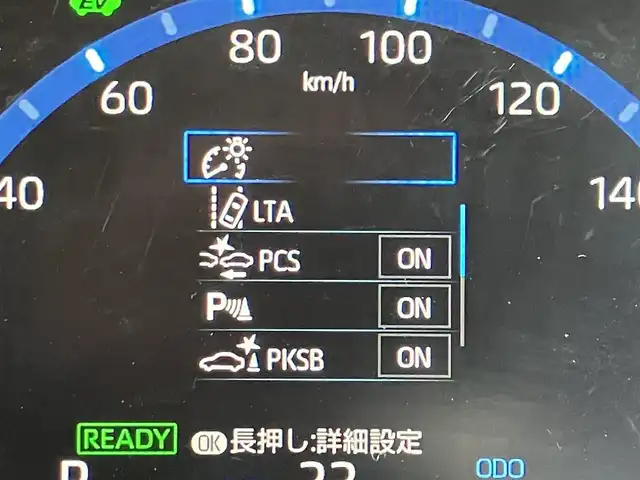 EV
80 100
km/h
60 120
40 140
LTA
PCS ON
P ON
PKSB ON
READY OK 長押し:詳細設定
ODO